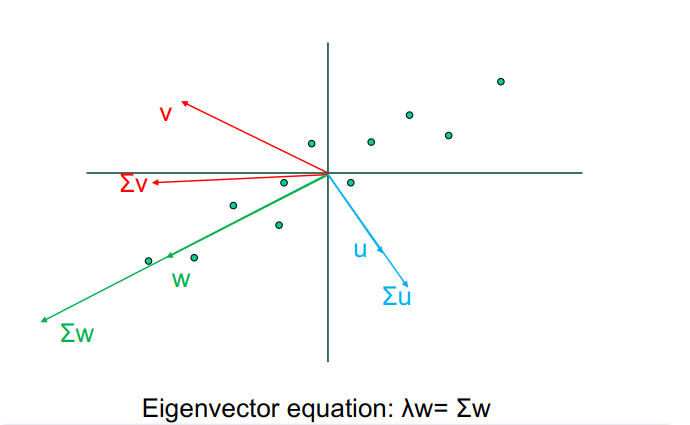 v
Σv
u
w
Σu
Σw
Eigenvector equation: λw= Σw